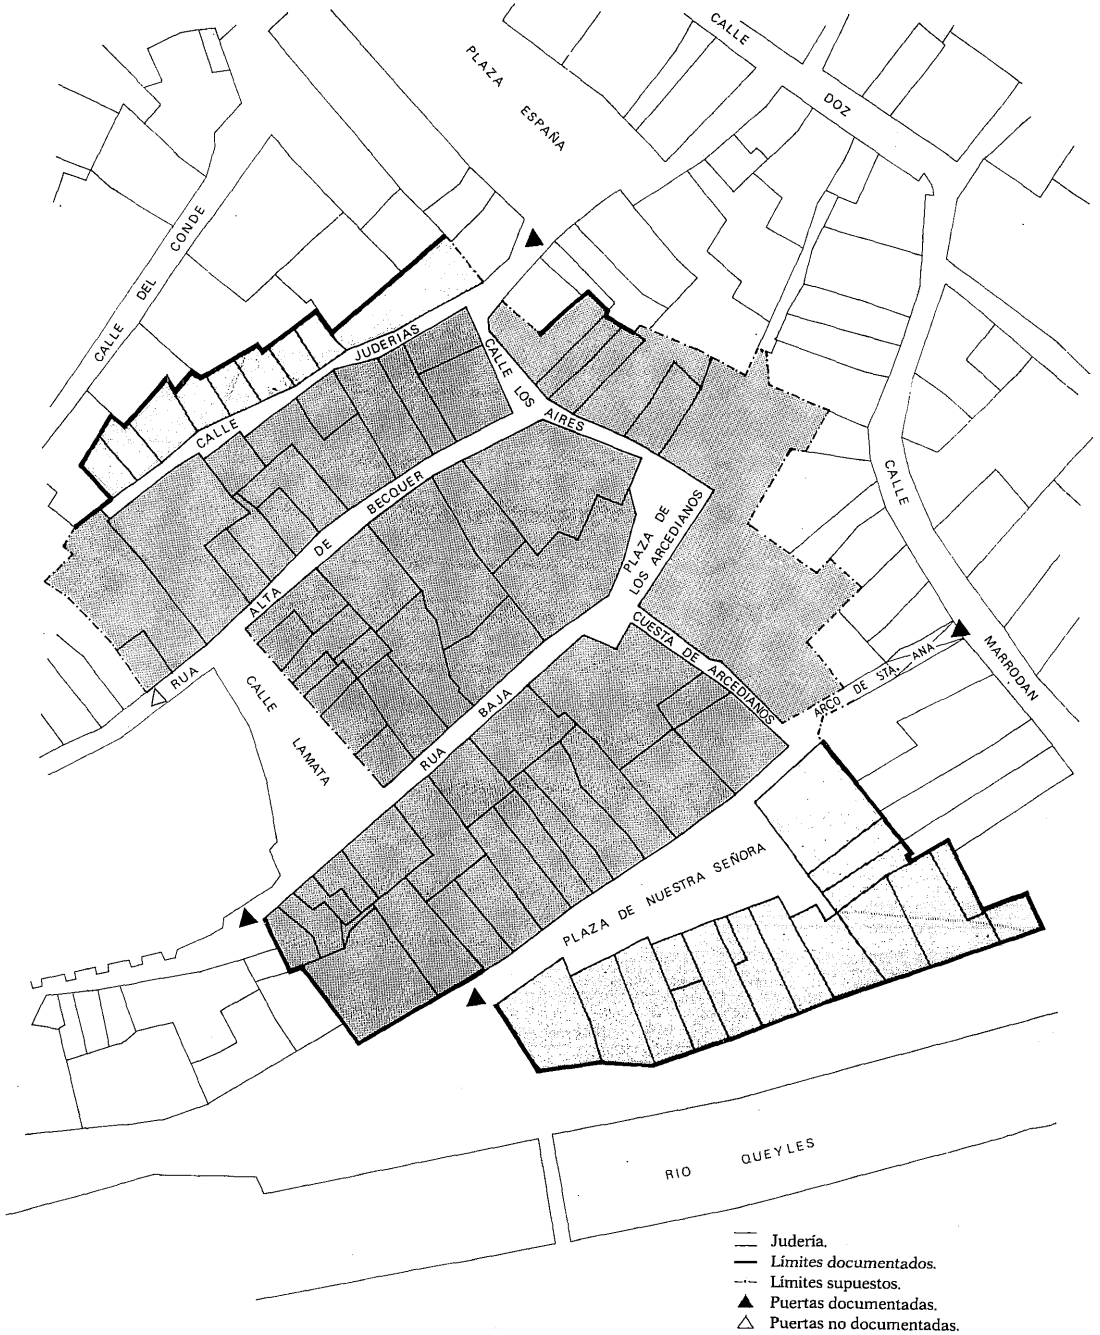 CALLE
DOZ
PLAZA
ESPAÑA
CALLE DEL CONDE
CALLE JUDERIAS
CALLE LOS AIRES
RUA ALTA DE BECQUER
PLAZA DE
LOS ARCEDIANOS
CALLE
MARRODAN
CUESTA DE ARCEDIANOS
ARCO DE STA. ANA
CALLE
LAMATA
RUA BAJA
PLAZA DE NUESTRA SEÑORA
RIO QUEYLES
Judería.
Límites documentados.
Límites supuestos.
Puertas documentadas.
Puertas no documentadas.